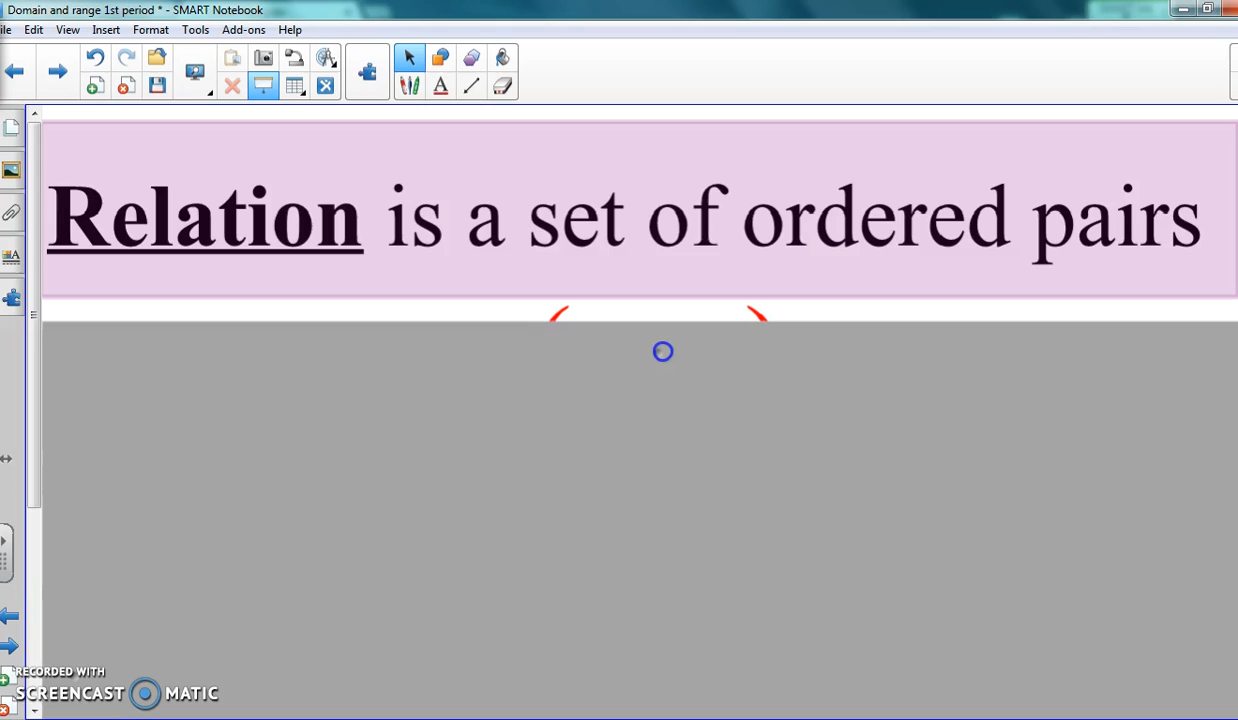 Domain and range 1st period * - SMART Notebook
ile Edit View Insert Format Tools Add-ons Help
Relation is a set of ordered pairs
( )
RECORDED WITH
SCREENCAST MATIC